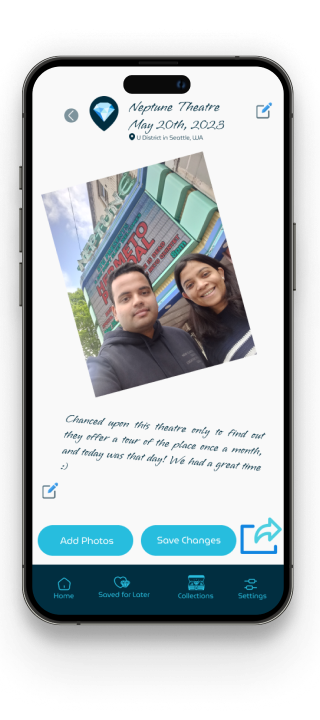 Neptune Theatre
May 20th, 2023
U District in Seattle, WA
Chanced upon this theatre only to find out
they offer a tour of the place once a month,
and today was that day! We had a great time
:)
Add Photos
Save Changes
Home
Saved for Later
Collections
Settings